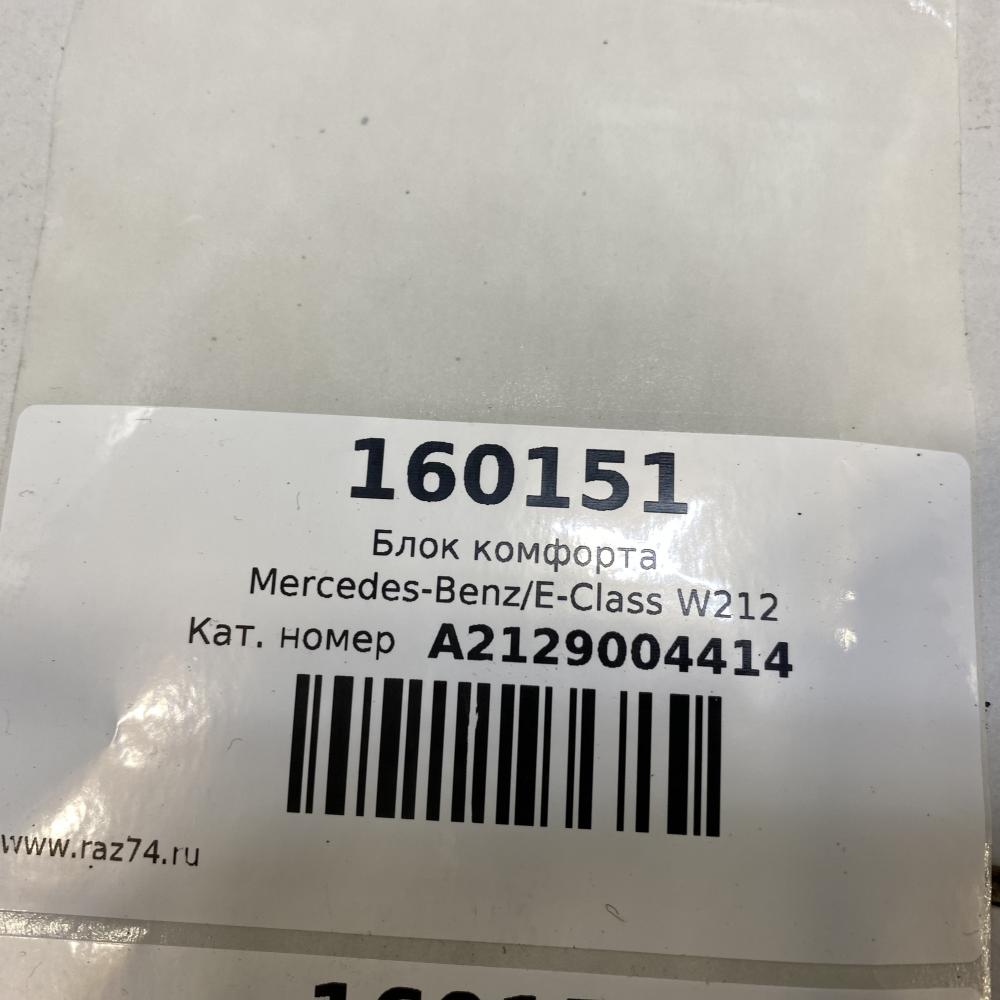 160151
Блок комфорта
Mercedes-Benz/E-Class W212
Кат. номер A2129004414
www.raz74.ru